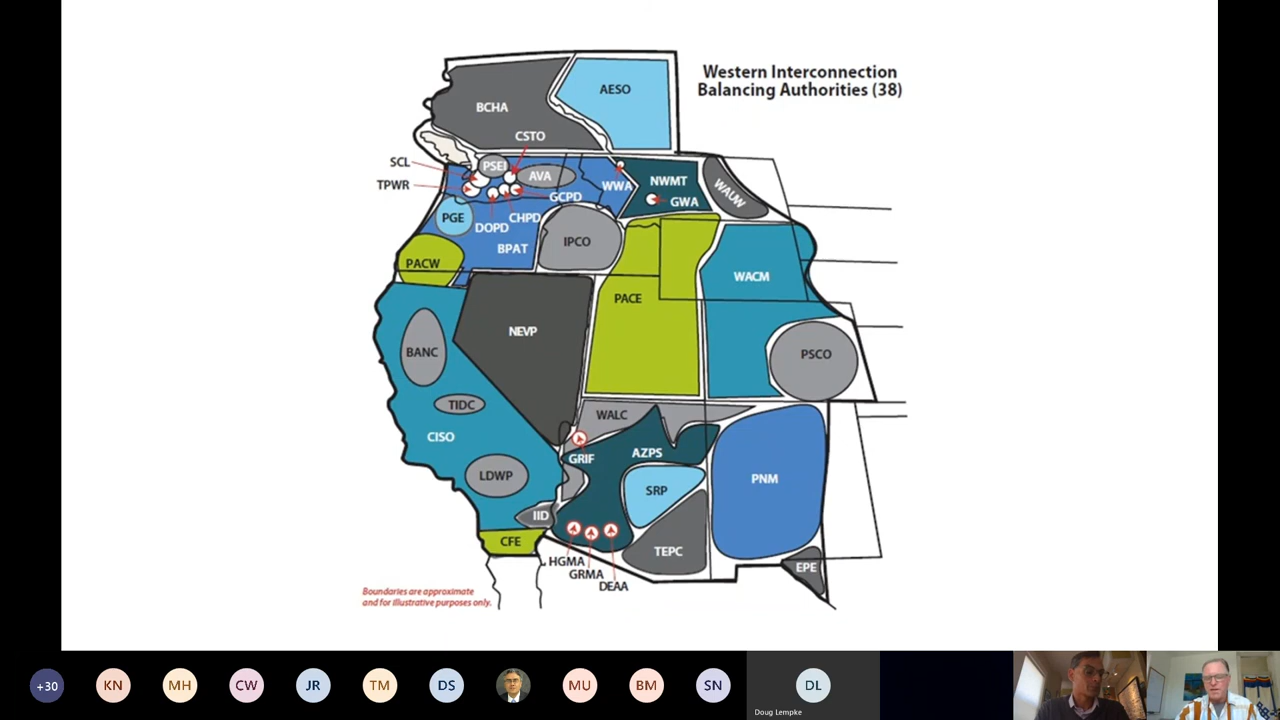 Western Interconnection
Balancing Authorities (38)
AESO
BCHA
CSTO
SCL
PSEI
AVA
TPWR
WWA
NWMT
WAUW
GCPD
GWA
PGE
CHPD
DOPD
BPAT
IPCO
PACW
WACM
PACE
NEVP
BANC
PSCO
TIDC
WALC
CISO
GRIF
AZPS
LDWP
SRP
PNM
IID
CFE
TEPC
HGMA
EPE
GRMA
DEAA
Boundaries are approximate
and for illustrative purposes only.
+30
KN
MH
CW
JR
TM
DS
MU
BM
SN
DL
Doug Lempke